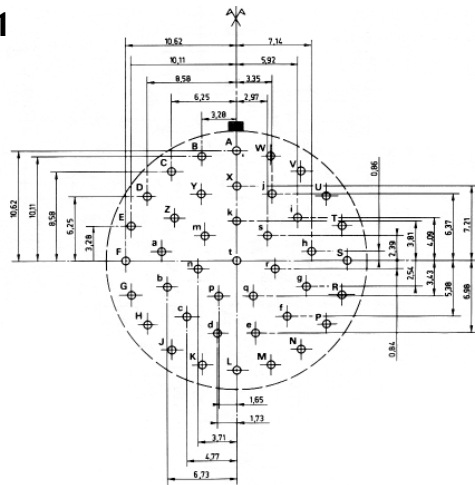 1
10,62
7,14
10,11
5,92
8,58
3,35
6,25
2,97
3,28
A
B
W
C
V
0,86
X
D
Y
j
U
Z
k
i
T
E
m
s
a
h
F
t
S
n
r
b
g
G
R
p
q
c
f
H
P
d
e
J
N
K
L
M
10,62
10,11
8,58
6,25
3,28
2,39
3,81
4,09
6,37
7,21
2,54
3,43
5,38
6,98
0,84
1,65
1,73
3,71
4,77
6,73